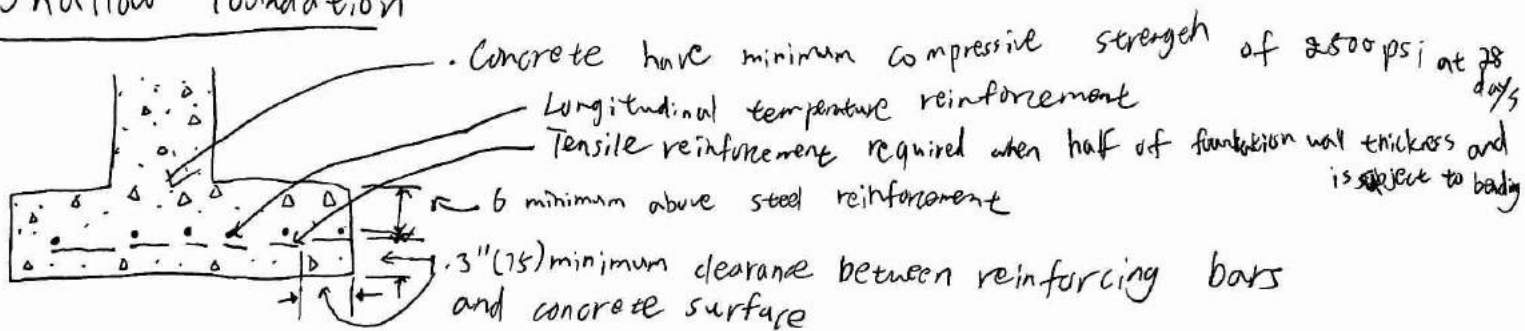 Shallow foundation
. Concrete have minimum compressive strength of 2500 psi at 28 days
Longitudinal temperature reinforcement
Tensile reinforcement required when half of foundation wall thickness and
is subject to bending
6 minimum above steel reinforcement
. 3" (75) minimum clearance between reinforcing bars
and concrete surface